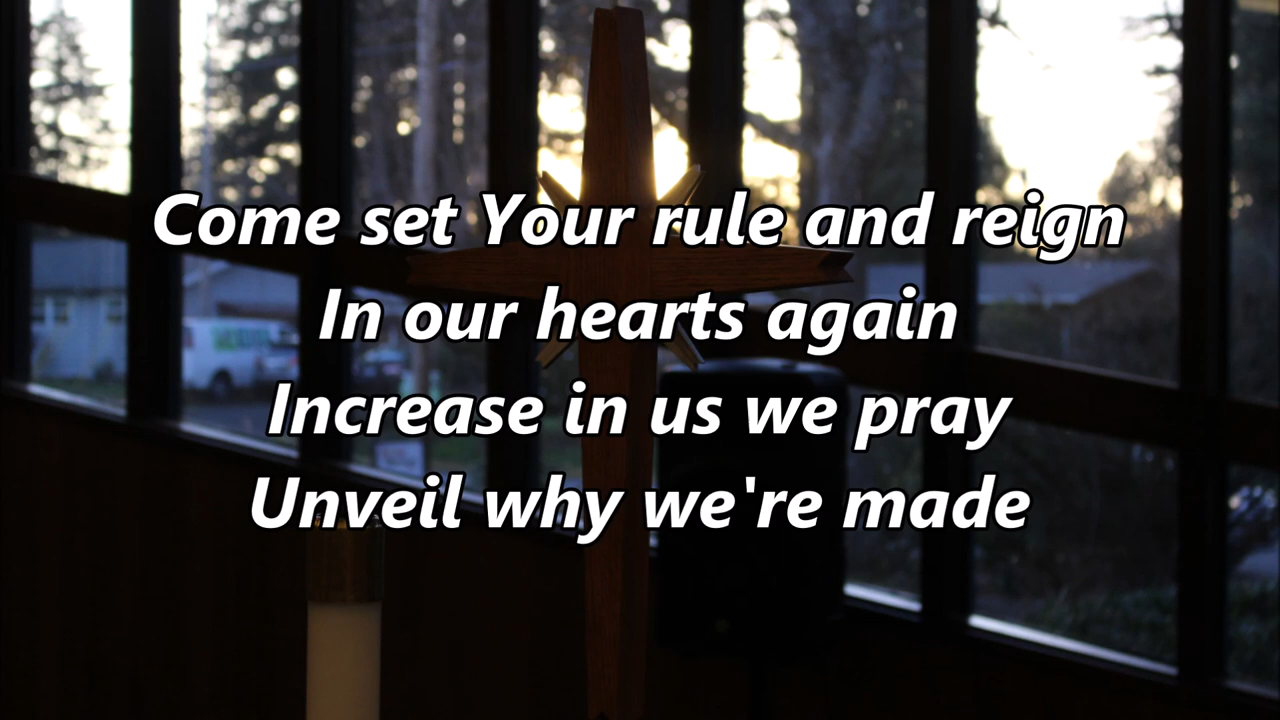 Come set Your rule and reign
In our hearts again
Increase in us we pray
Unveil why we're made